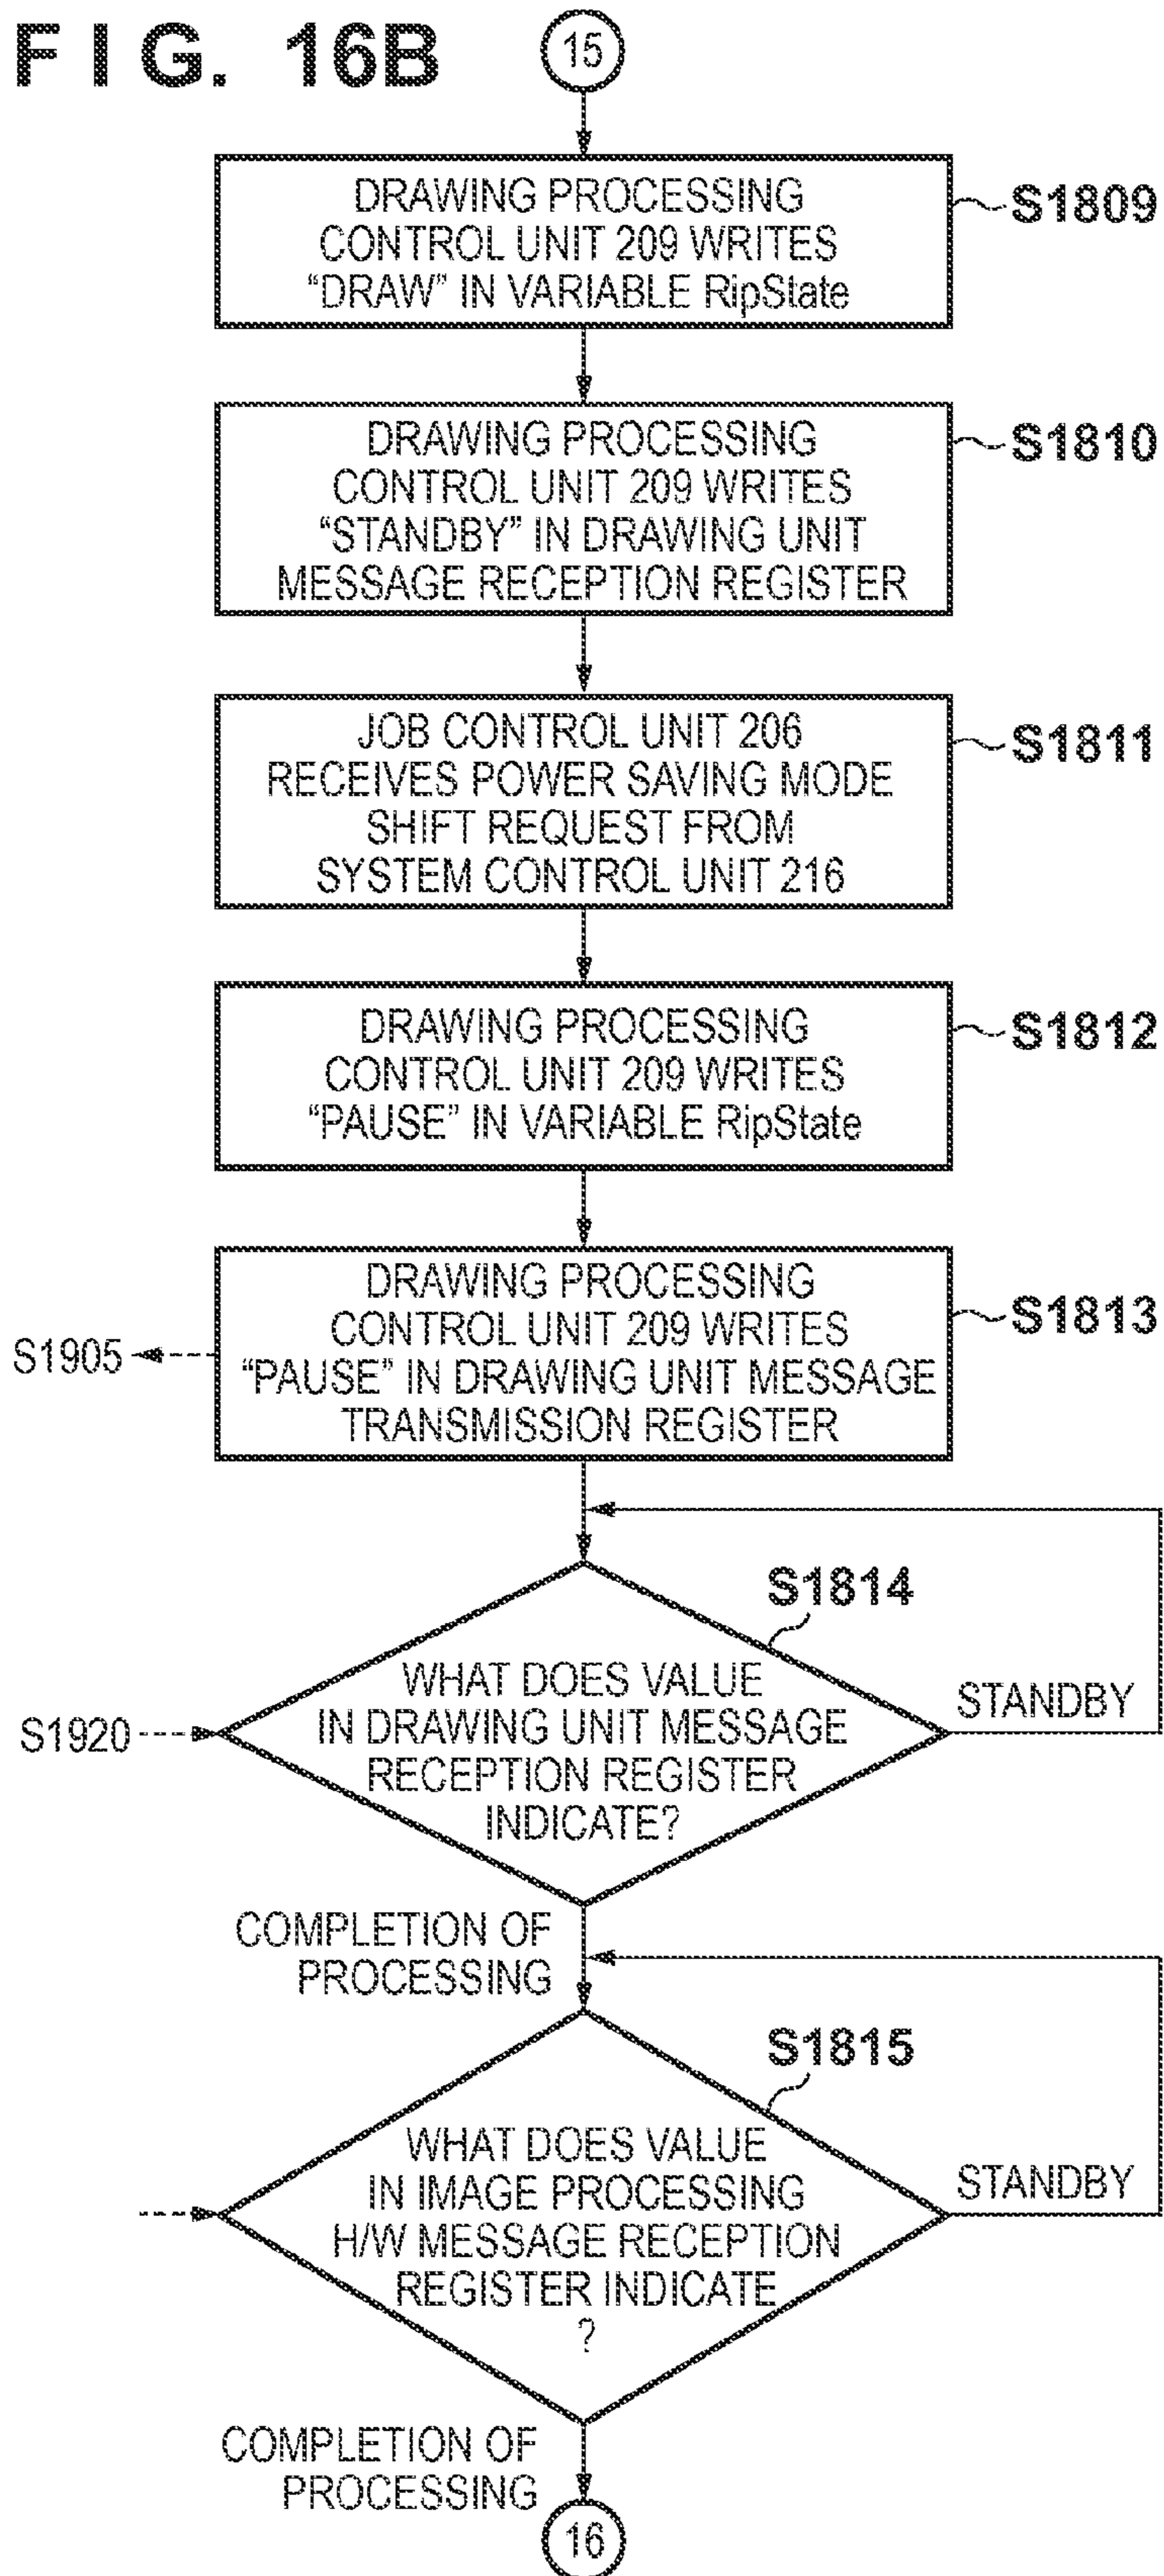 FIG. 16B
15
DRAWING PROCESSING
CONTROL UNIT 209 WRITES
“DRAW” IN VARIABLE RipState
S1809
DRAWING PROCESSING
CONTROL UNIT 209 WRITES
“STANDBY” IN DRAWING UNIT
MESSAGE RECEPTION REGISTER
S1810
JOB CONTROL UNIT 206
RECEIVES POWER SAVING MODE
SHIFT REQUEST FROM
SYSTEM CONTROL UNIT 216
S1811
DRAWING PROCESSING
CONTROL UNIT 209 WRITES
“PAUSE” IN VARIABLE RipState
S1812
DRAWING PROCESSING
CONTROL UNIT 209 WRITES
“PAUSE” IN DRAWING UNIT MESSAGE
TRANSMISSION REGISTER
S1813
S1905
S1814
WHAT DOES VALUE
IN DRAWING UNIT MESSAGE
RECEPTION REGISTER
INDICATE?
STANDBY
S1920
COMPLETION OF
PROCESSING
S1815
WHAT DOES VALUE
IN IMAGE PROCESSING
H/W MESSAGE RECEPTION
REGISTER INDICATE
?
STANDBY
COMPLETION OF
PROCESSING
16